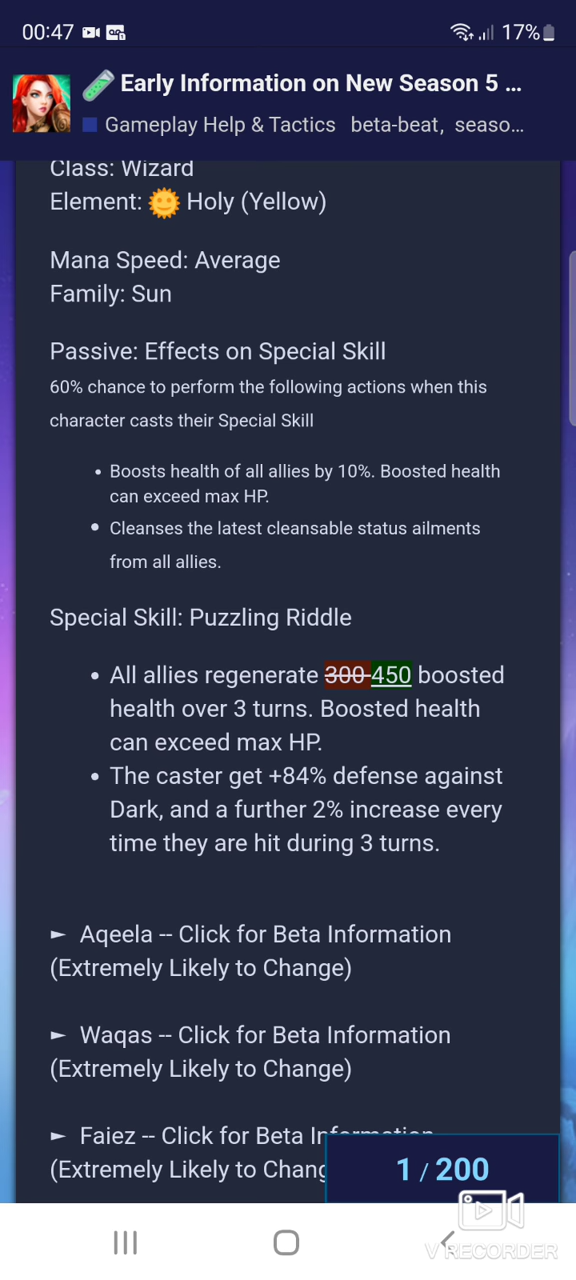 00:47 17%
Early Information on New Season 5 ...
Gameplay Help & Tactics beta-beat, seaso...
Class: Wizard
Element: 🌞 Holy (Yellow)
Mana Speed: Average
Family: Sun
Passive: Effects on Special Skill
60% chance to perform the following actions when this
character casts their Special Skill
• Boosts health of all allies by 10%. Boosted health
can exceed max HP.
• Cleanses the latest cleansable status ailments
from all allies.
Special Skill: Puzzling Riddle
• All allies regenerate 300 450 boosted
health over 3 turns. Boosted health
can exceed max HP.
• The caster get +84% defense against
Dark, and a further 2% increase every
time they are hit during 3 turns.
► Aqeela -- Click for Beta Information
(Extremely Likely to Change)
► Waqas -- Click for Beta Information
(Extremely Likely to Change)
► Faiez -- Click for Beta Information
(Extremely Likely to Chang
1 / 200
V RECORDER